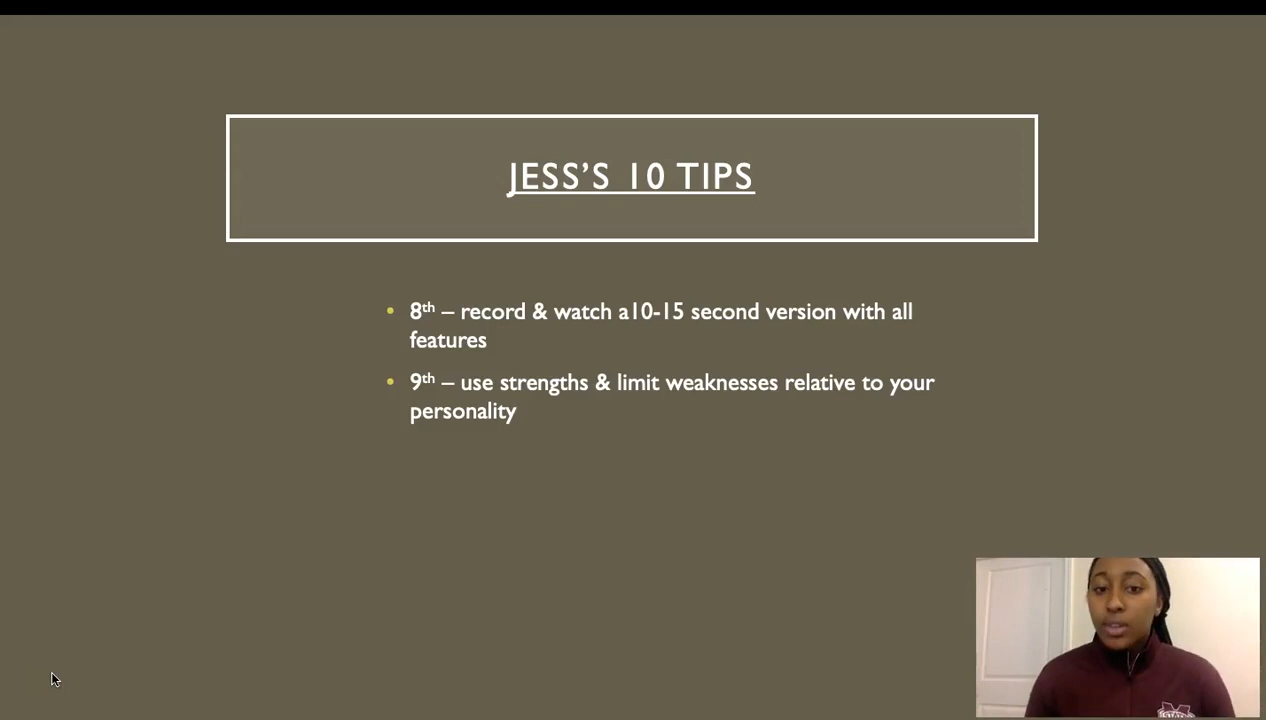 JESS’S 10 TIPS
• 8th – record & watch a10-15 second version with all
features
• 9th – use strengths & limit weaknesses relative to your
personality
STATE